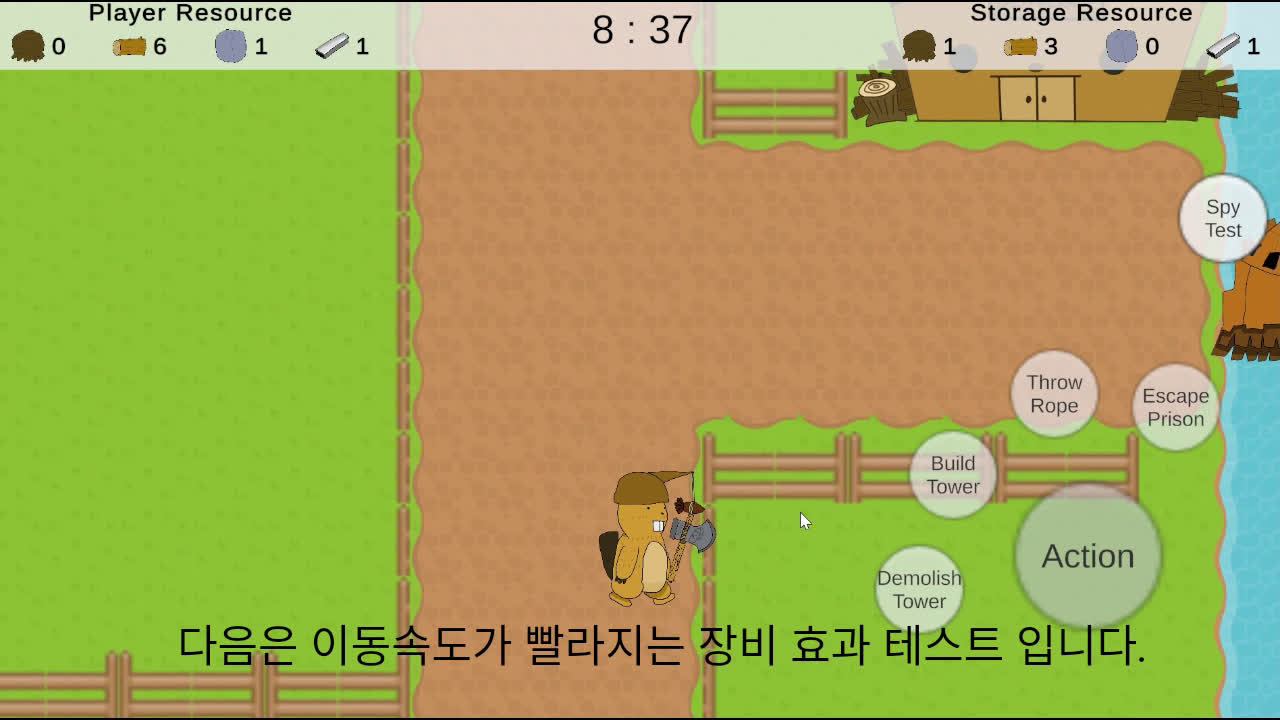 Player Resource
0 6 1 1
8 : 37
Storage Resource
1 3 0 1
Spy
Test
Throw
Rope
Escape
Prison
Build
Tower
Action
Demolish
Tower
다음은 이동속도가 빨라지는 장비 효과 테스트 입니다.